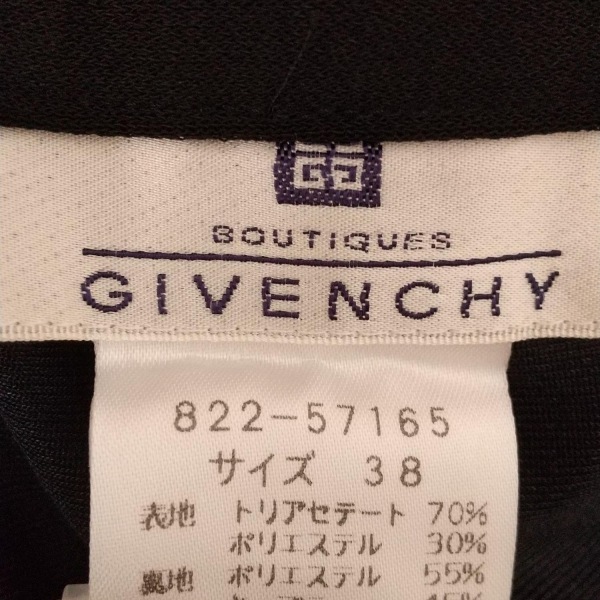 BOUTIQUES
GIVENCHY
822-57165
サイズ 38
表地 トリアセテート 70%
ポリエステル 30%
裏地 ポリエステル 55%
45%